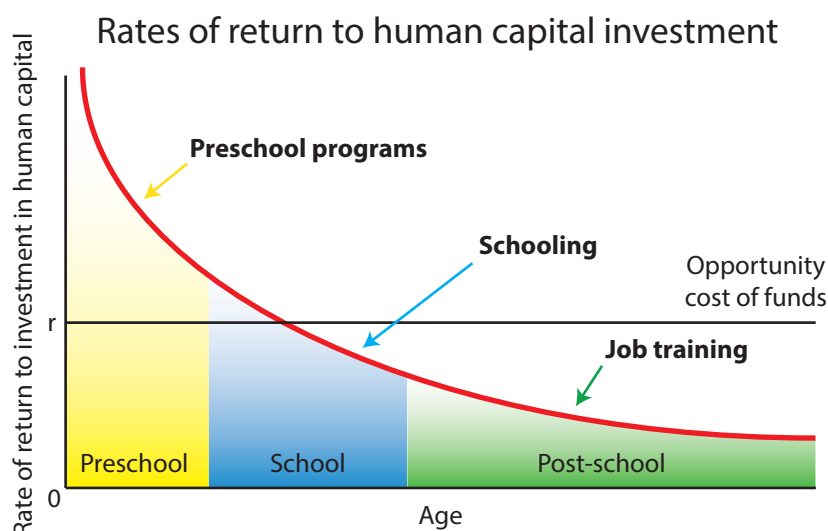 Rates of return to human capital investment
Rate of return to investment in human capital
Preschool programs
Schooling
Opportunity
cost of funds
r
Job training
Preschool
School
Post-school
0
Age